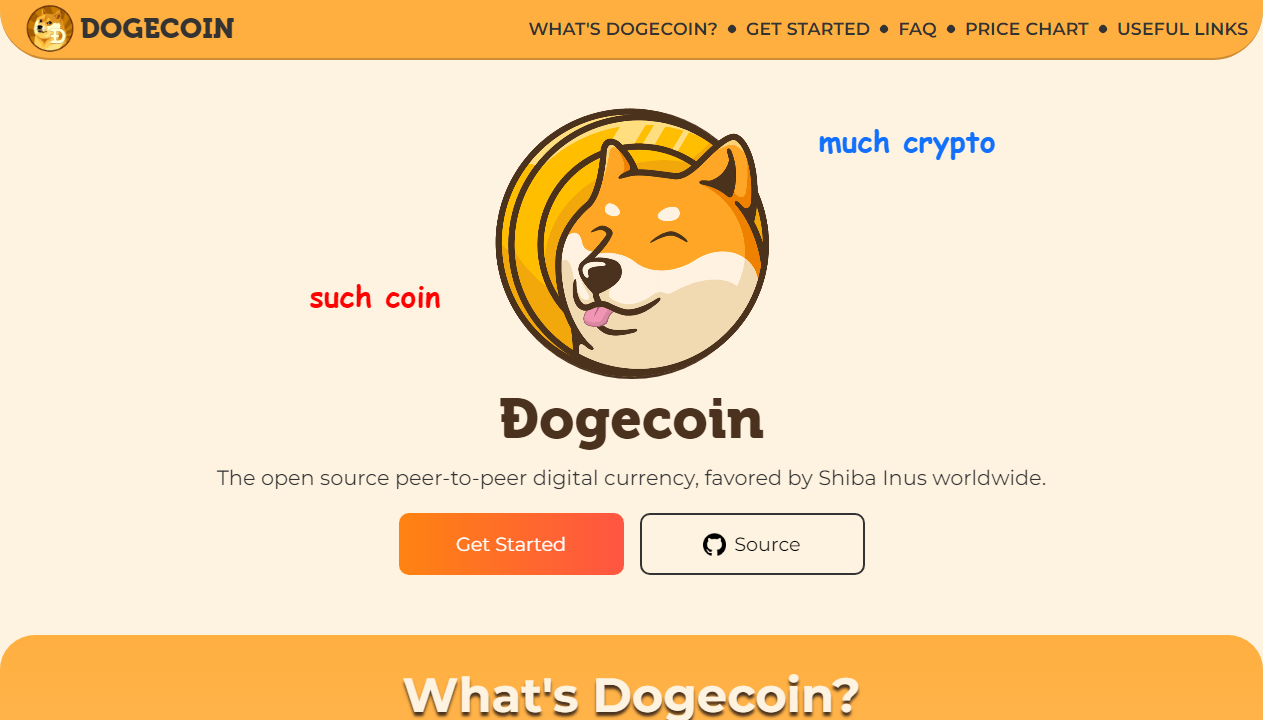 DOGECOIN
WHAT'S DOGECOIN? • GET STARTED • FAQ • PRICE CHART • USEFUL LINKS
much crypto
such coin
Ðogecoin
The open source peer-to-peer digital currency, favored by Shiba Inus worldwide.
Get Started
Source
What's Dogecoin?